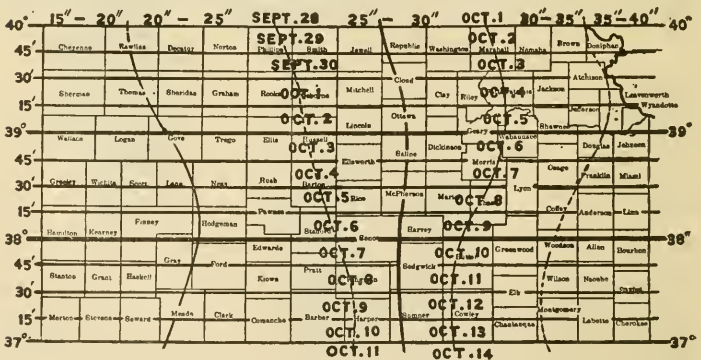 15"–20" 20"–25" SEPT.28 25"–30" OCT.1 30"–35" 35"–40"
40° 40°
SEPT.29 OCT.2
Cheyenne Rawlins Decatur Norton Phillips Smith Jewell Republic Washington Marshall Nemaha Brown Doniphan
45' 45'
SEPT.30 OCT.3
Cloud Atchison
Sherman Thomas Sheridan Graham Rooks OCT.1 Mitchell Clay Riley OCT.4 Jackson Leavenworth
30' 30'
Wyandotte
15' OCT.2 Ottawa OCT.5 Jefferson 15'
Lincoln Shawnee
39° Geary 39°
Wallace Logan Gove Trego Ellis Russell Dickinson Wabaunsee Douglas Johnson
OCT.3 Saline OCT.6
45' Ellsworth Morris 45'
OCT.4 OCT.7 Osage
Greeley Wichita Scott Lane Ness Rush Barton Lyon Franklin Miami
30' OCT.5 Rice McPherson OCT.8 30'
15' Pawnee Coffey Anderson Linn 15'
Finney Hodgeman OCT.6 OCT.9
Hamilton Kearney Stafford Harvey
38° Reno 38°
Edwards OCT.7 OCT.10 Greenwood Woodson Allen Bourbon
Gray Ford Butler
45' Pratt Sedgwick 45'
Stanton Grant Haskell Kiowa OCT.8 OCT.11 Wilson Neosho
30' Elk 30'
OCT.9 OCT.12 Montgomery
15' Morton Stevens Seward Meade Clark Comanche Barber Harper Sumner Cowley Labette Cherokee 15'
OCT.10 OCT.13 Chautauqua
37° 37°
OCT.11 OCT.14